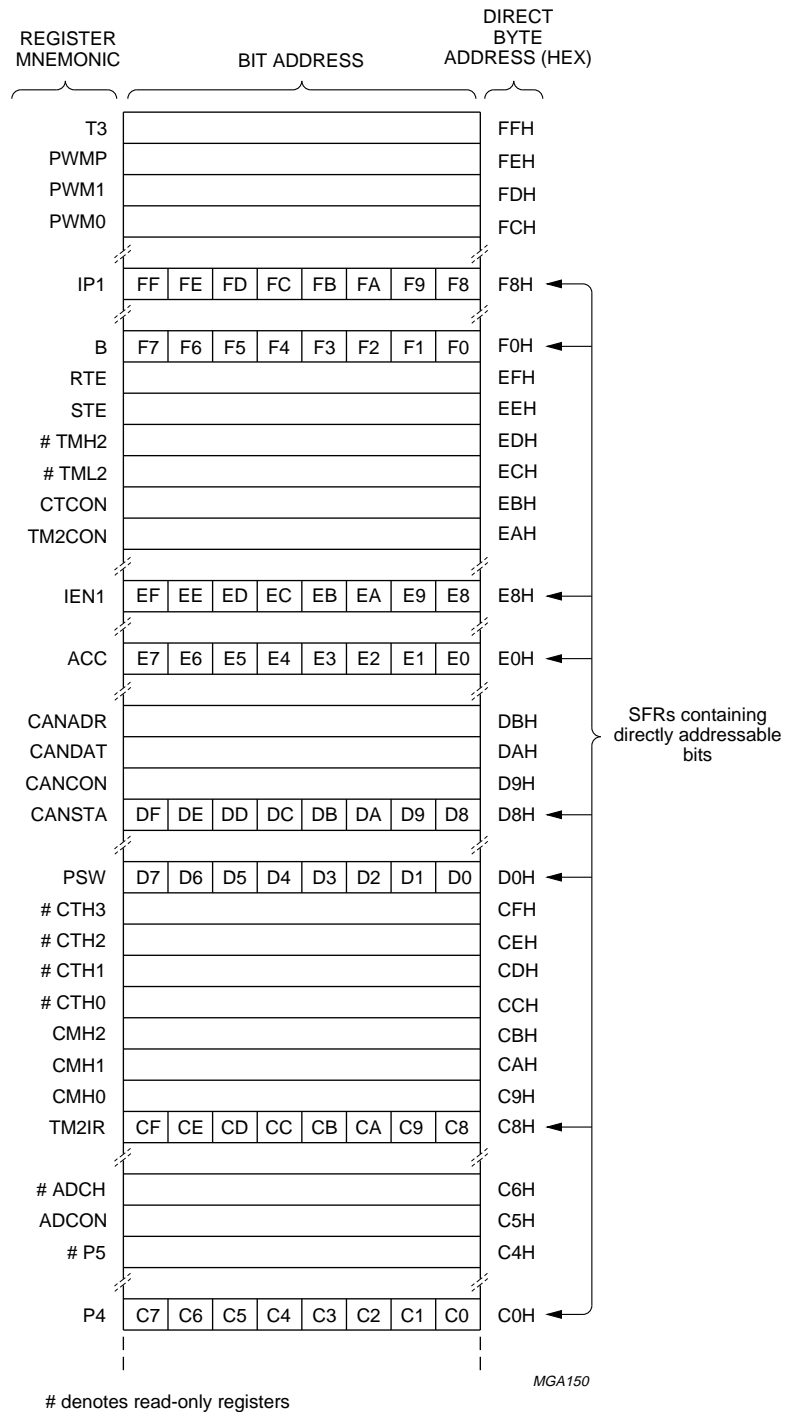 REGISTER MNEMONIC BIT ADDRESS DIRECT BYTE ADDRESS (HEX)
T3 FFH
PWMP FEH
PWM1 FDH
PWM0 FCH
IP1 FF FE FD FC FB FA F9 F8 F8H
B F7 F6 F5 F4 F3 F2 F1 F0 F0H
RTE EFH
STE EEH
# TMH2 EDH
# TML2 ECH
CTCON EBH
TM2CON EAH
IEN1 EF EE ED EC EB EA E9 E8 E8H
ACC E7 E6 E5 E4 E3 E2 E1 E0 E0H
CANADR DBH
CANDAT DAH
CANCON D9H
CANSTA DF DE DD DC DB DA D9 D8 D8H
SFRs containing
directly addressable
bits
PSW D7 D6 D5 D4 D3 D2 D1 D0 D0H
# CTH3 CFH
# CTH2 CEH
# CTH1 CDH
# CTH0 CCH
CMH2 CBH
CMH1 CAH
CMH0 C9H
TM2IR CF CE CD CC CB CA C9 C8 C8H
# ADCH C6H
ADCON C5H
# P5 C4H
P4 C7 C6 C5 C4 C3 C2 C1 C0 C0H
MGA150
# denotes read-only registers